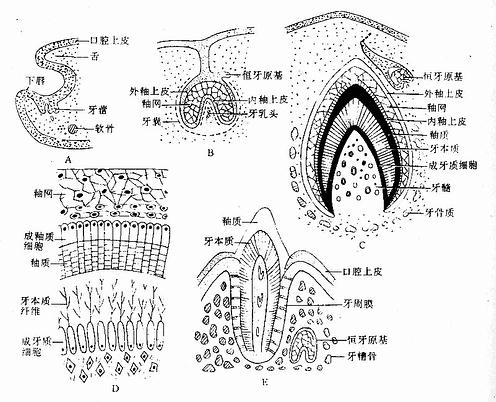 口腔上皮
舌
下唇
牙蕾
软骨
A
恒牙原基
外釉上皮
釉网
牙囊
内釉上皮
牙乳头
B
恒牙原基
外釉上皮
釉网
内釉上皮
釉质
牙本质
成牙质细胞
牙髓
牙骨质
C
釉网
成釉质
细胞
釉质
牙本质
纤维
成牙质
细胞
D
釉质
牙本质
口腔上皮
牙周膜
恒牙原基
牙槽骨
E